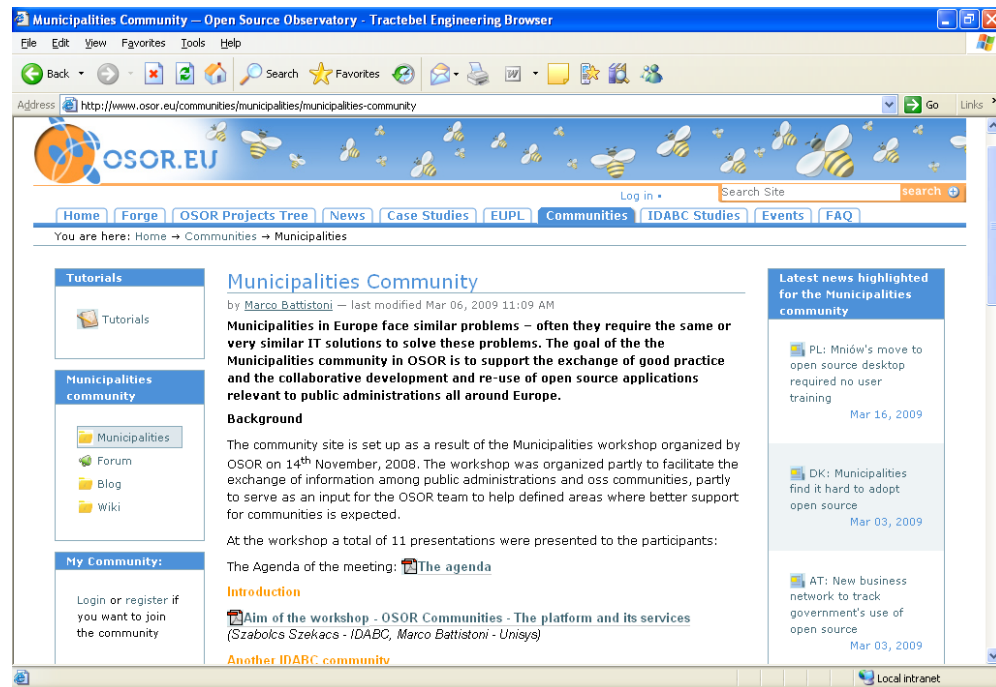 Municipalities Community — Open Source Observatory - Tractebel Engineering Browser
File Edit View Favorites Tools Help
Back Search Favorites
Address http://www.osor.eu/communities/municipalities/municipalities-community Go Links
OSOR.EU
Log in
Search Site search
Home Forge OSOR Projects Tree News Case Studies EUPL Communities IDABC Studies Events FAQ
You are here: Home → Communities → Municipalities
Tutorials
Tutorials
Municipalities
community
Municipalities
Forum
Blog
Wiki
My Community:
Login or register if
you want to join
the community
Municipalities Community
by Marco Battistoni — last modified Mar 06, 2009 11:09 AM
Municipalities in Europe face similar problems – often they require the same or
very similar IT solutions to solve these problems. The goal of the the
Municipalities community in OSOR is to support the exchange of good practice
and the collaborative development and re-use of open source applications
relevant to public administrations all around Europe.
Background
The community site is set up as a result of the Municipalities workshop organized by
OSOR on 14th November, 2008. The workshop was organized partly to facilitate the
exchange of information among public administrations and oss communities, partly
to serve as an input for the OSOR team to help defined areas where better support
for communities is expected.
At the workshop a total of 11 presentations were presented to the participants:
The Agenda of the meeting: The agenda
Introduction
Aim of the workshop - OSOR Communities - The platform and its services
(Szabolcs Szekacs - IDABC, Marco Battistoni - Unisys)
Another IDABC community
Latest news highlighted
for the Municipalities
community
PL: Mniów's move to
open source desktop
required no user
training
Mar 16, 2009
DK: Municipalities
find it hard to adopt
open source
Mar 03, 2009
AT: New business
network to track
government's use of
open source
Mar 03, 2009
Local intranet